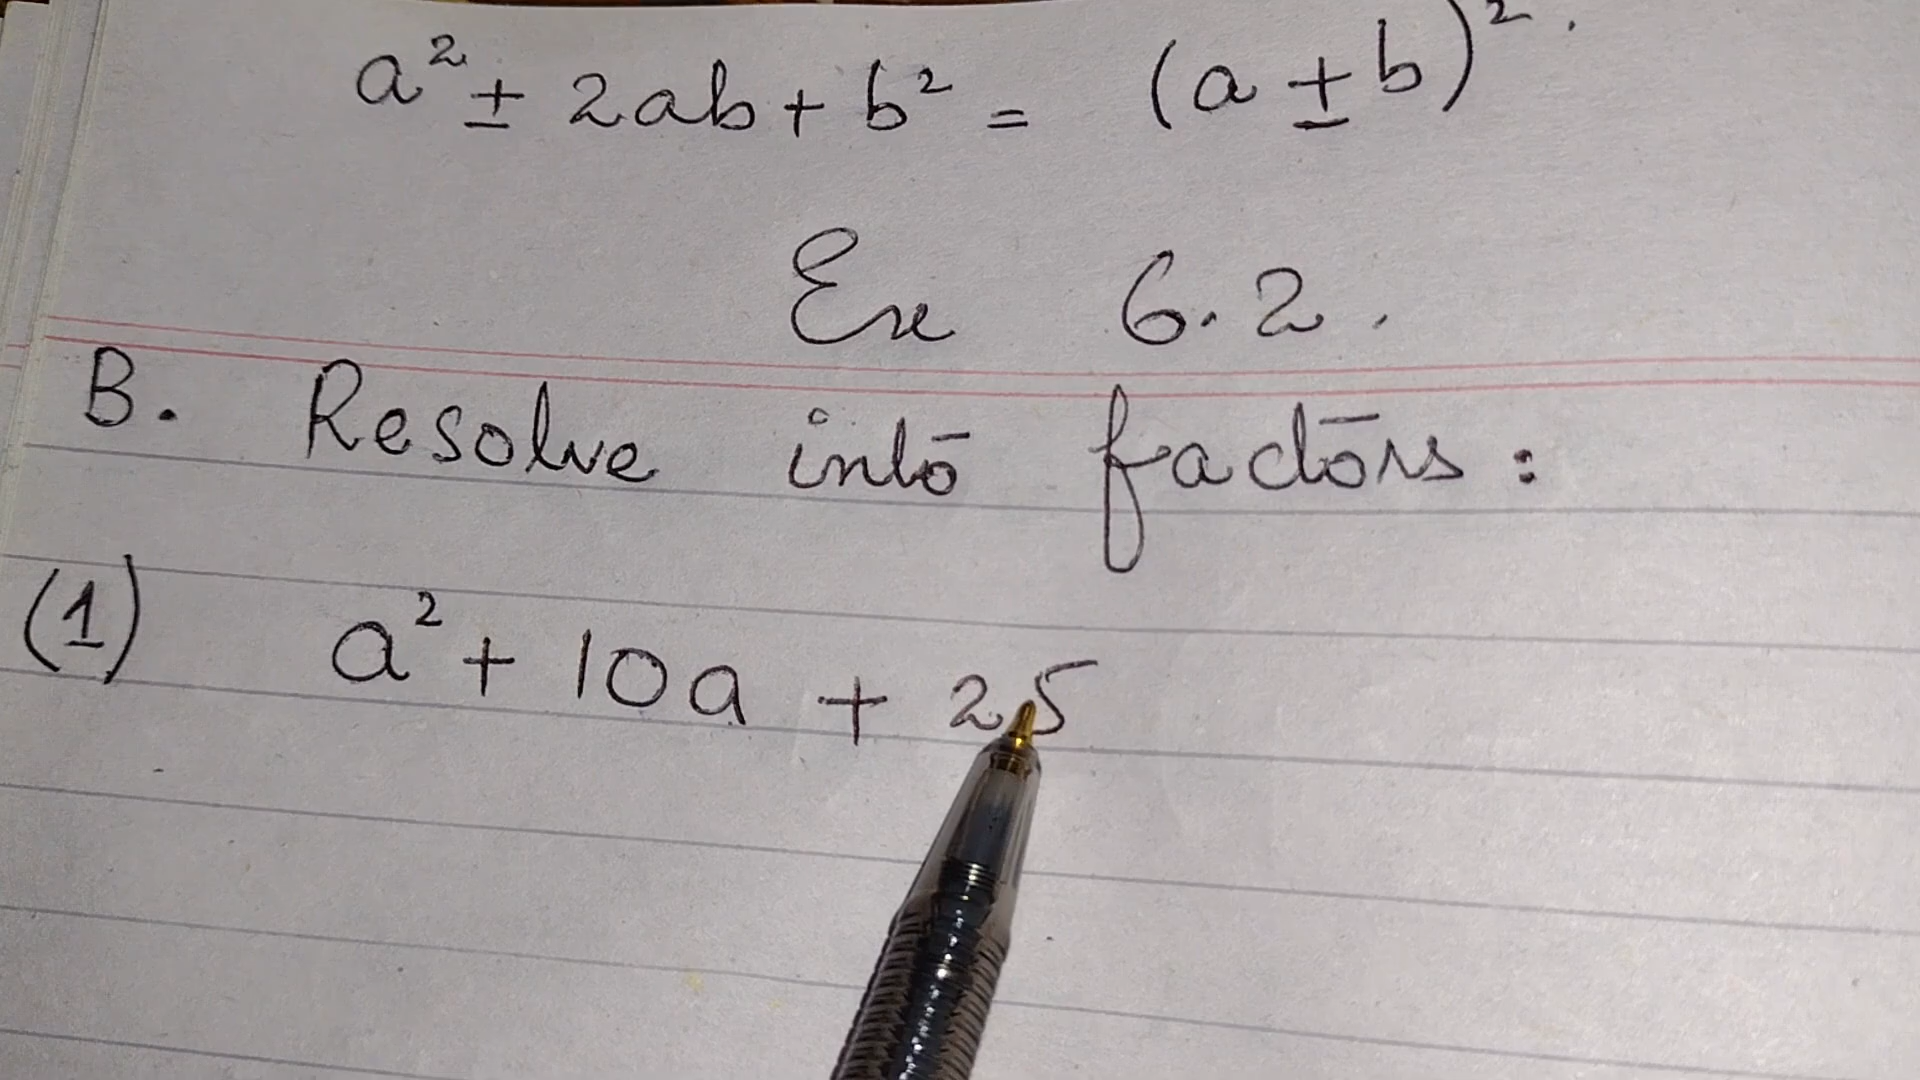 a² ± 2ab + b² = (a ± b)².
Ex 6.2.
B. Resolve into factors:
(1) a² + 10a + 25